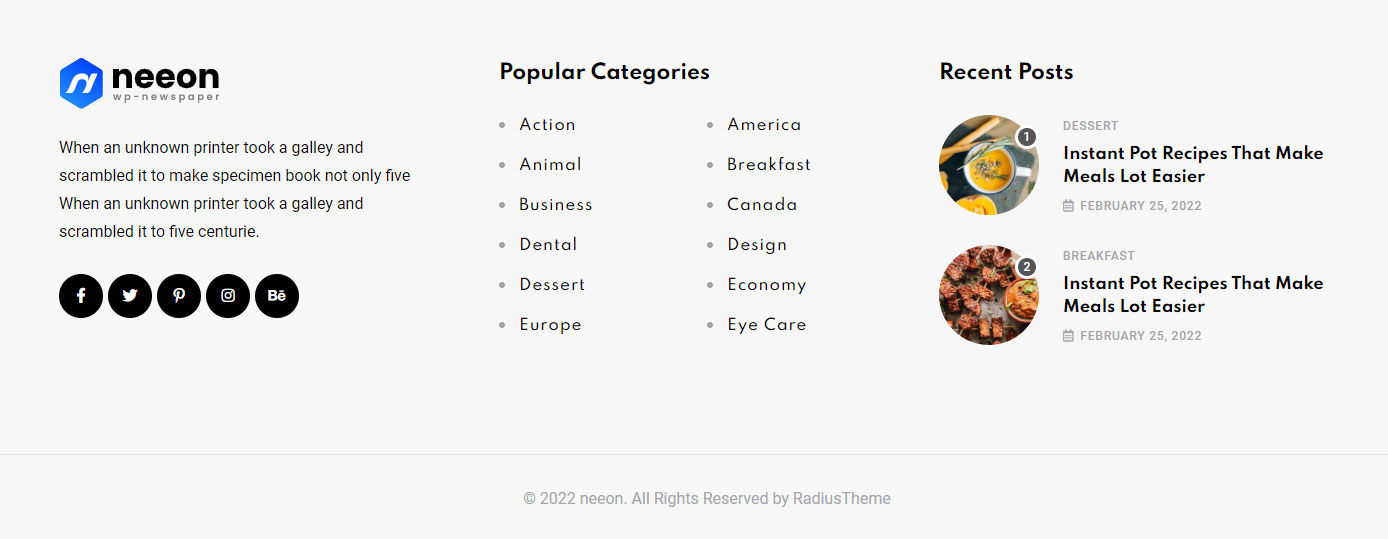 neeon
wp-newspaper
When an unknown printer took a galley and
scrambled it to make specimen book not only five
When an unknown printer took a galley and
scrambled it to five centurie.
Bē
Popular Categories
Action
Animal
Business
Dental
Dessert
Europe
America
Breakfast
Canada
Design
Economy
Eye Care
Recent Posts
1
DESSERT
Instant Pot Recipes That Make
Meals Lot Easier
FEBRUARY 25, 2022
2
BREAKFAST
Instant Pot Recipes That Make
Meals Lot Easier
FEBRUARY 25, 2022
© 2022 neeon. All Rights Reserved by RadiusTheme